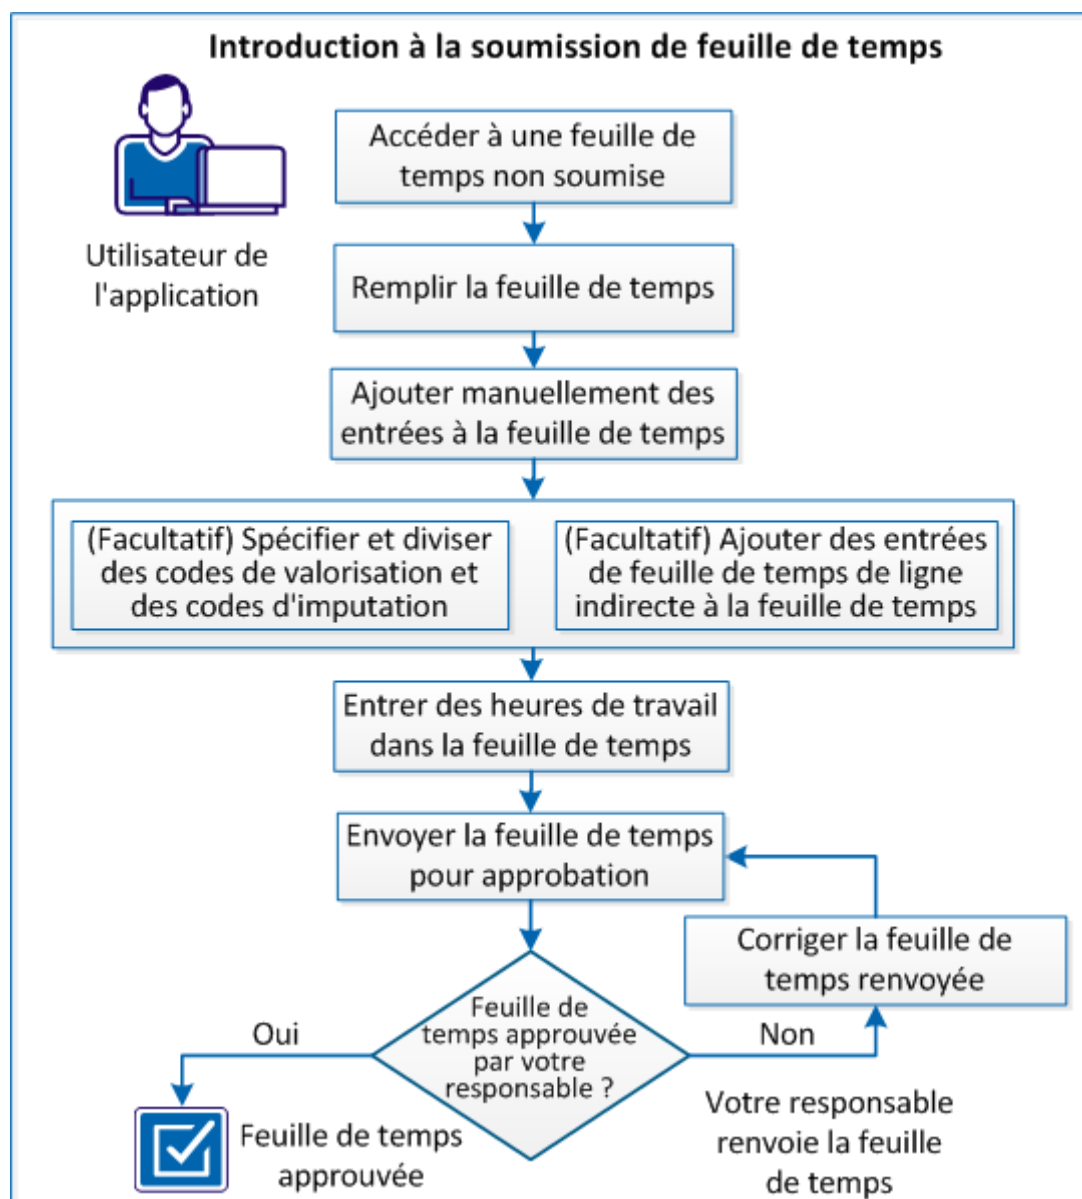 Introduction à la soumission de feuille de temps
Utilisateur de
l'application
Accéder à une feuille de
temps non soumise
Remplir la feuille de temps
Ajouter manuellement des
entrées à la feuille de temps
(Facultatif) Spécifier et diviser
des codes de valorisation et
des codes d'imputation
(Facultatif) Ajouter des entrées
de feuille de temps de ligne
indirecte à la feuille de temps
Entrer des heures de travail
dans la feuille de temps
Envoyer la feuille de temps
pour approbation
Corriger la feuille de
temps renvoyée
Feuille de
temps approuvée
par votre
responsable ?
Oui
Non
Feuille de temps
approuvée
Votre responsable
renvoie la feuille
de temps